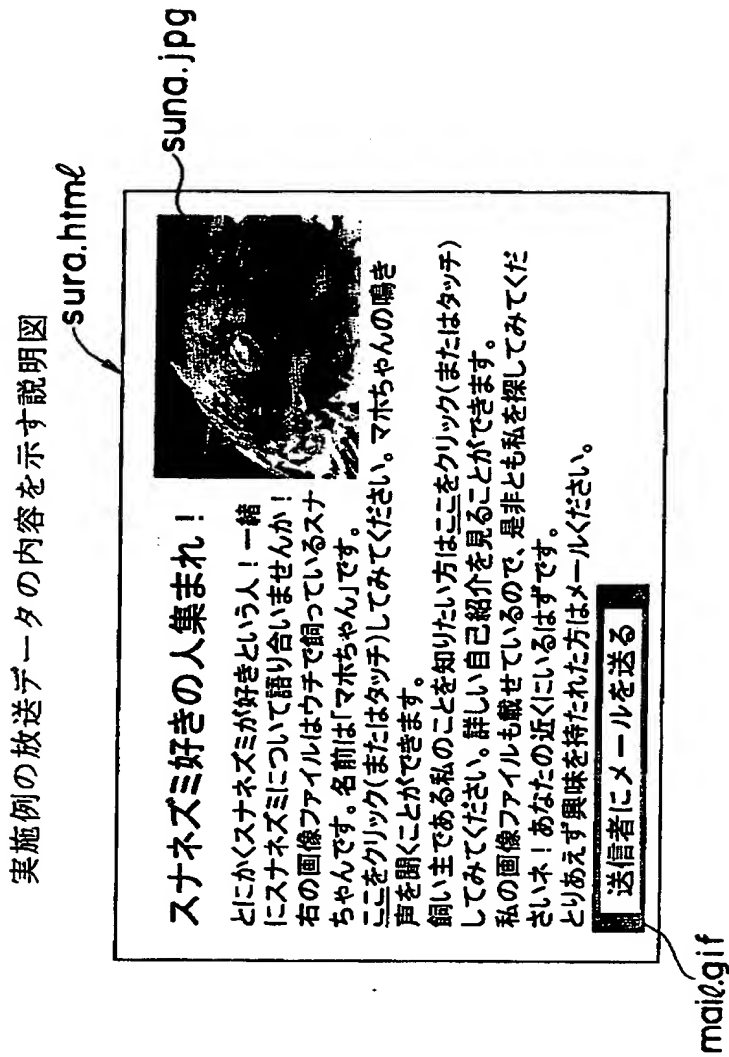 実施例の放送データの内容を示す説明図
sura.html
suna.jpg
スナネズミ好きの人集まれ！
とにかくスナネズミが好きという人！一緒
にスナネズミについて語り合いませんか！
右の画像ファイルはウチで飼っているスナ
ちゃんです。名前は「マホちゃん」です。
ここをクリック(またはタッチ)してみてください。マホちゃんの鳴き
声を聞くことができます。
飼い主である私のことを知りたい方はここをクリック(またはタッチ)
してみてください。詳しい自己紹介を見ることができます。
私の画像ファイルも載せているので、是非とも私を探してみてくだ
さいネ！あなたの近くにいるはずです。
とりあえず興味を持たれた方はメールください。
送信者にメールを送る
mail.gif